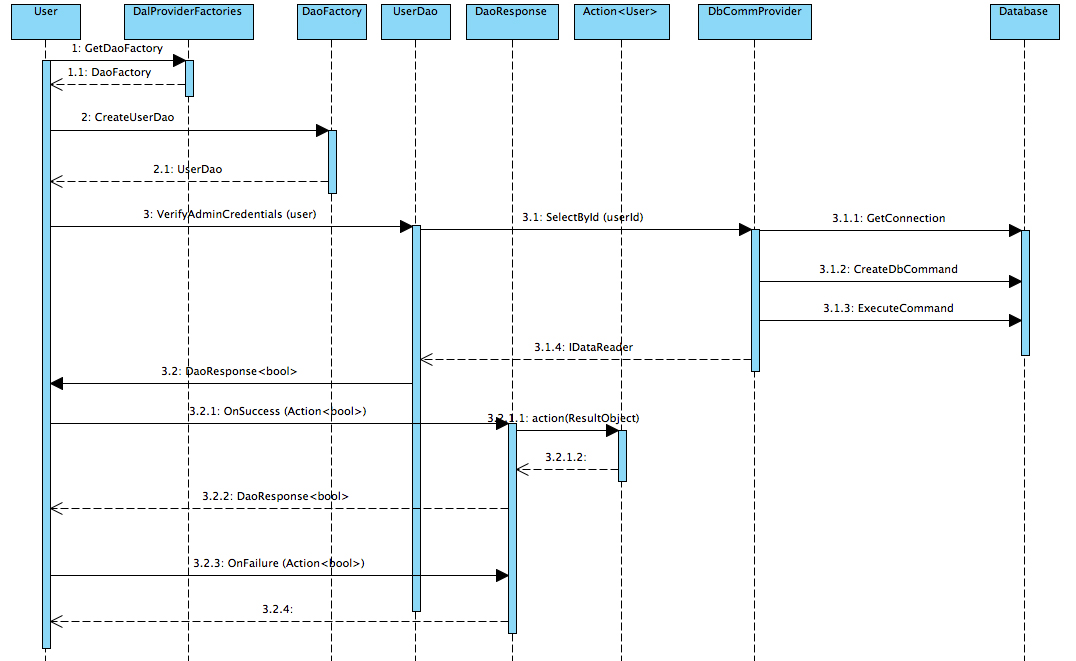 User
DalProviderFactories
DaoFactory
UserDao
DaoResponse
Action<User>
DbCommProvider
Database
1: GetDaoFactory
1.1: DaoFactory
2: CreateUserDao
2.1: UserDao
3: VerifyAdminCredentials (user)
3.1: SelectById (userId)
3.1.1: GetConnection
3.1.2: CreateDbCommand
3.1.3: ExecuteCommand
3.1.4: IDataReader
3.2: DaoResponse<bool>
3.2.1: OnSuccess (Action<bool>)
3.2.1.1: action(ResultObject)
3.2.1.2:
3.2.2: DaoResponse<bool>
3.2.3: OnFailure (Action<bool>)
3.2.4: